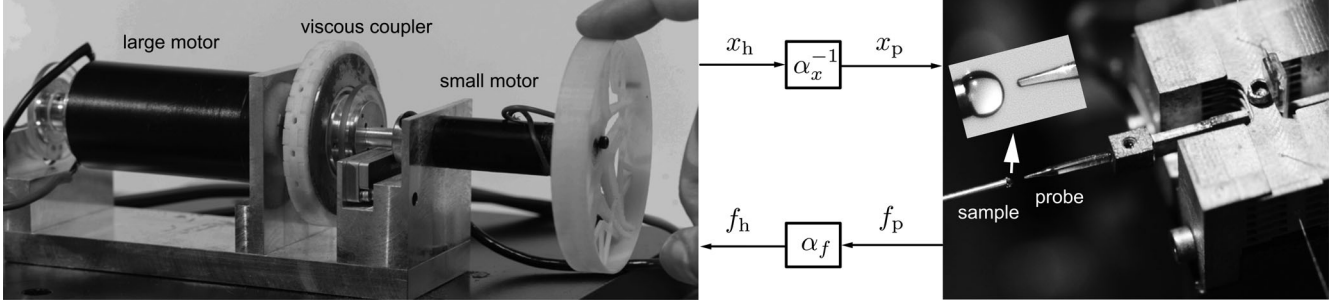 large motor
viscous coupler
small motor
x_h
α_x^{-1}
x_p
f_h
α_f
f_p
sample
probe